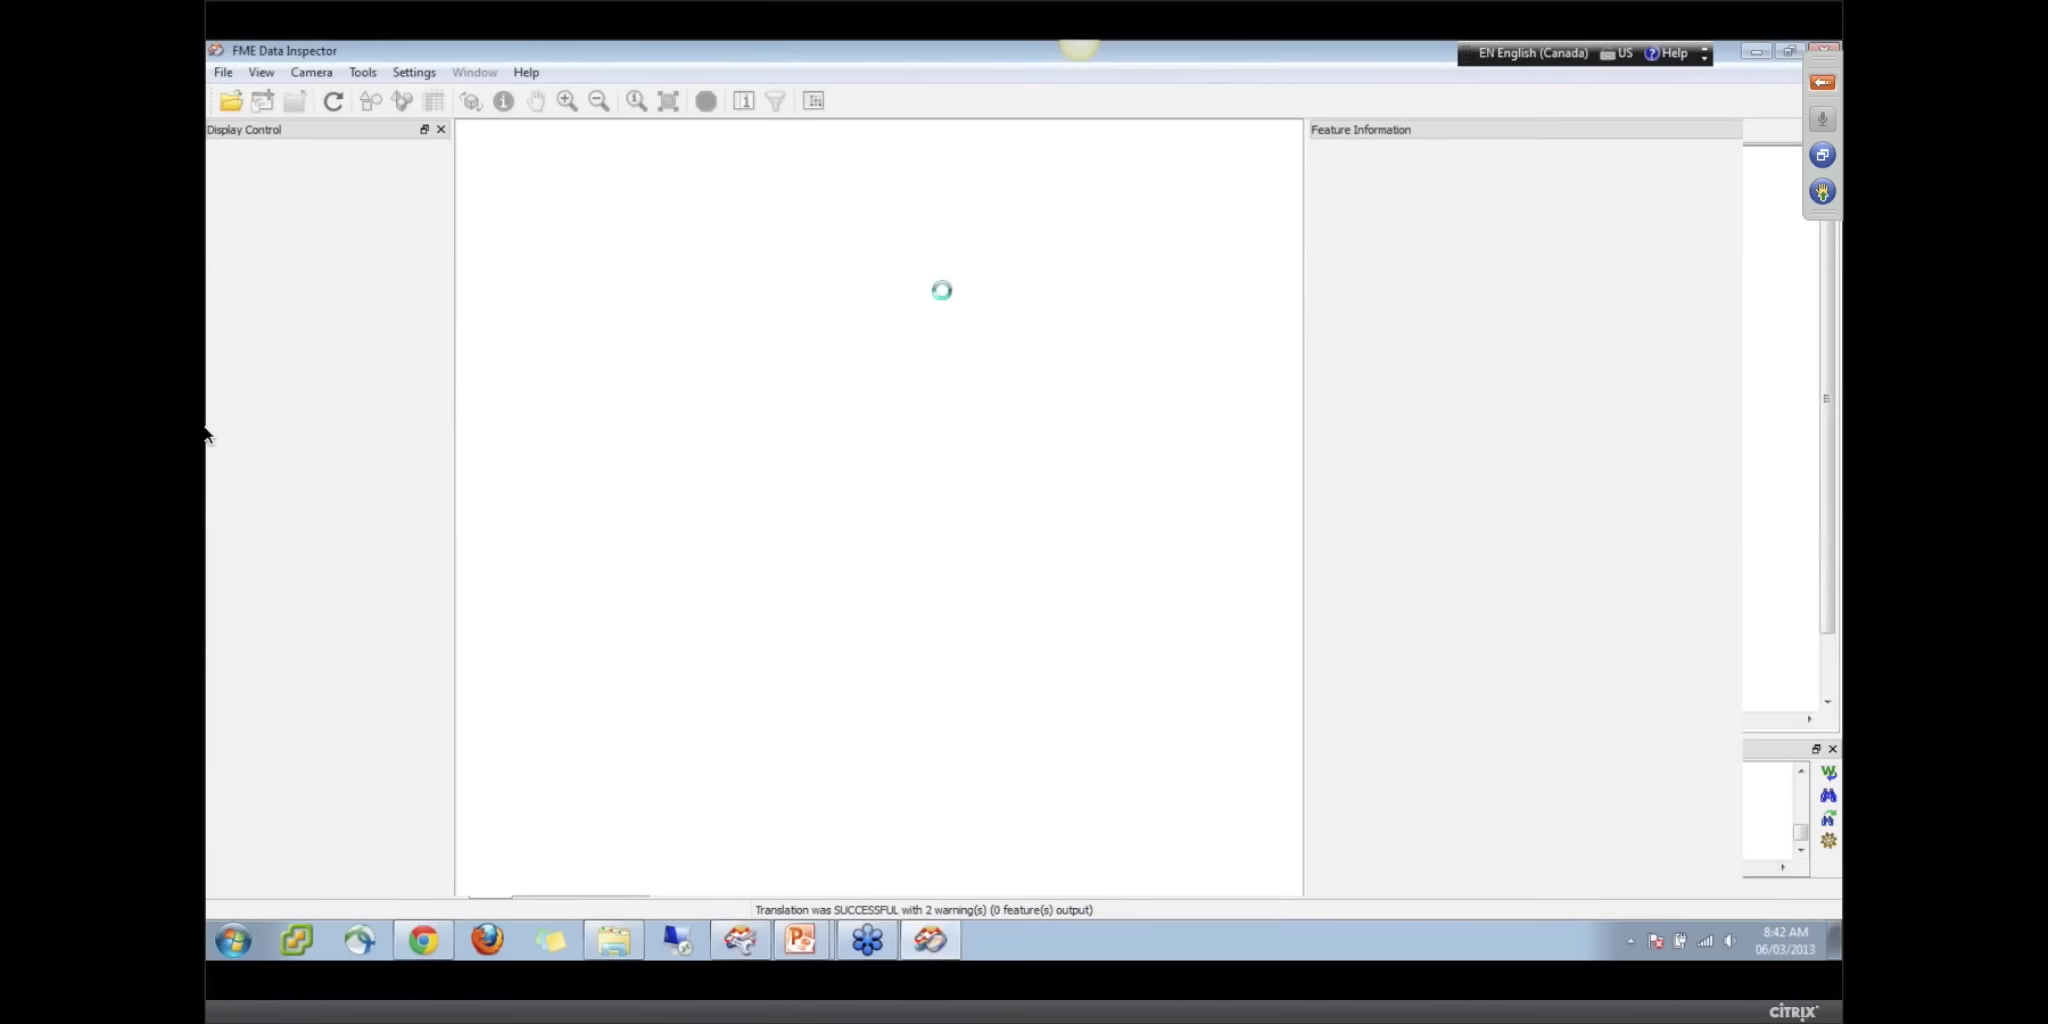 FME Data Inspector
EN English (Canada) US Help
File View Camera Tools Settings Window Help
Display Control
Feature Information
Translation was SUCCESSFUL with 2 warning(s) (0 feature(s) output)
8:42 AM
06/03/2013
CITRIX